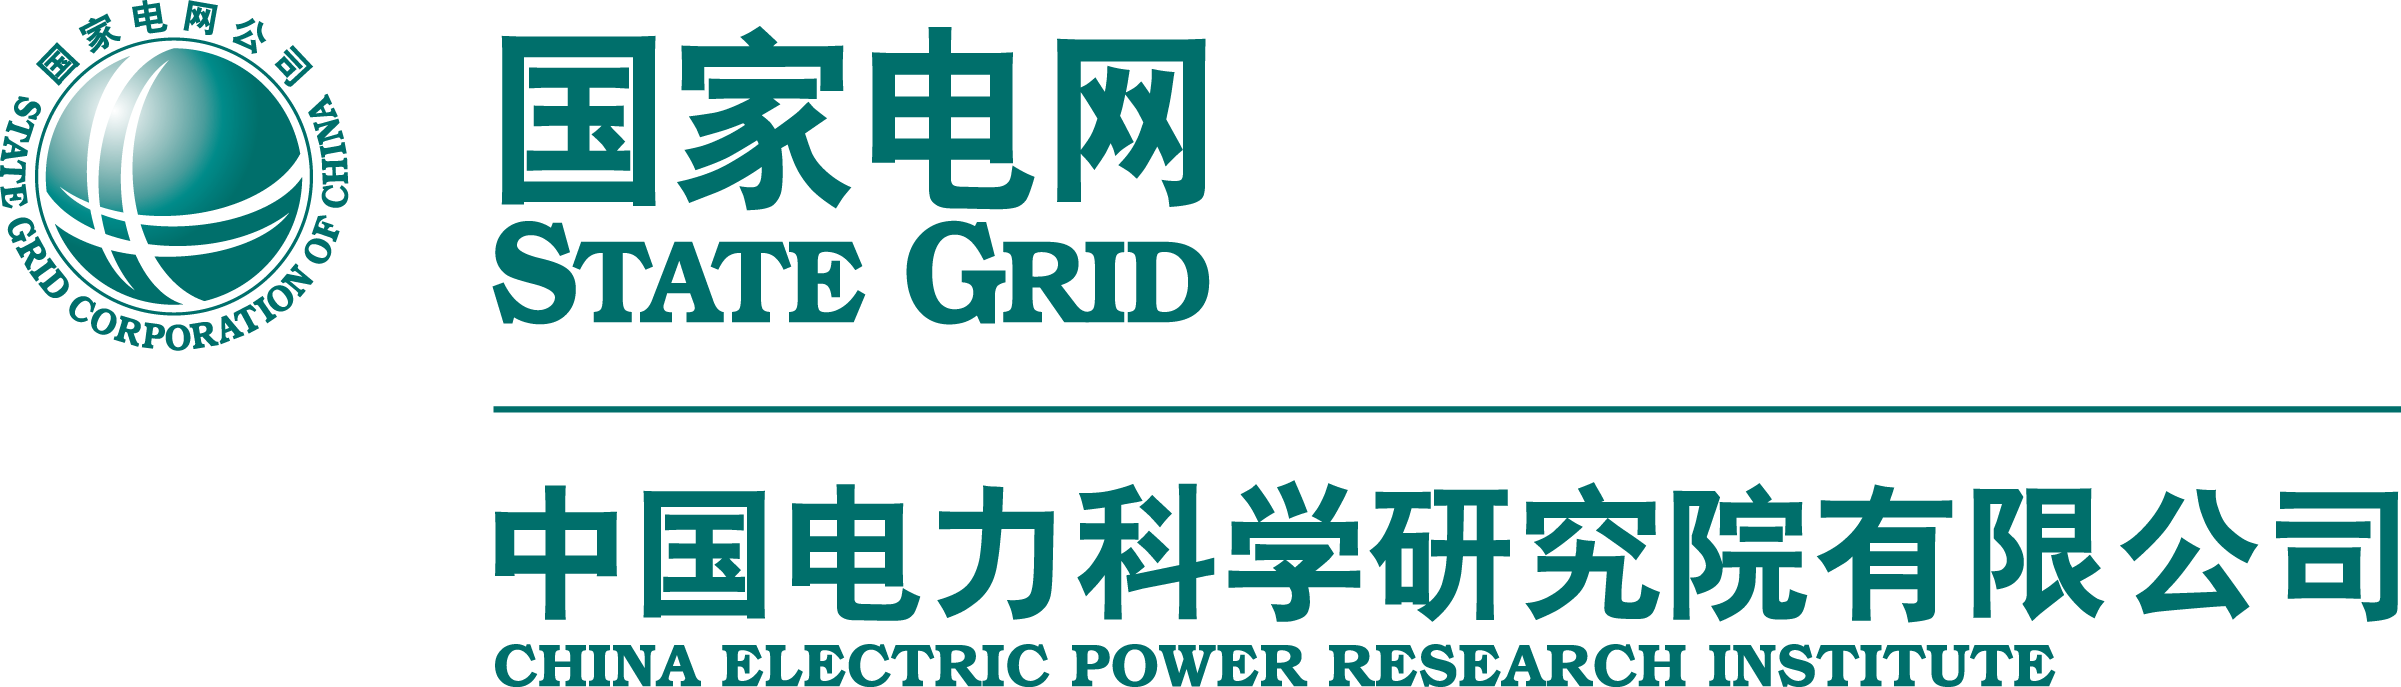 国家电网公司
STATE GRID CORPORATION OF CHINA
国家电网
STATE GRID
中国电力科学研究院有限公司
CHINA ELECTRIC POWER RESEARCH INSTITUTE